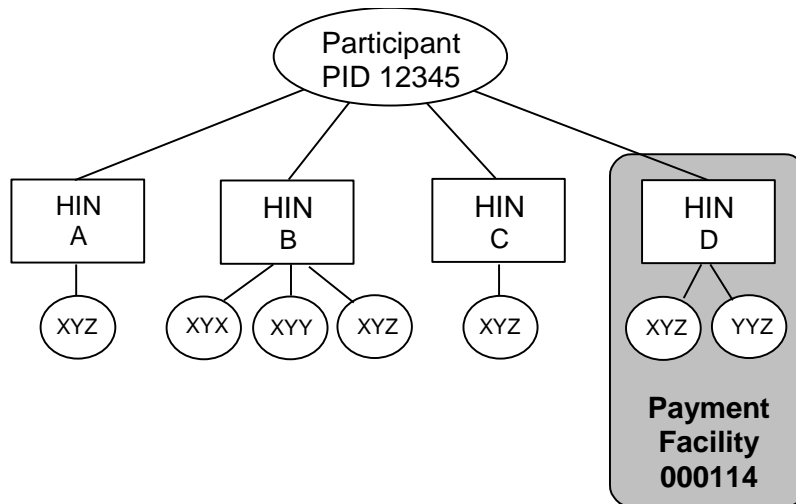 Participant
PID 12345
HIN
A
HIN
B
HIN
C
HIN
D
XYZ
XYX
XYY
XYZ
XYZ
XYZ
YYZ
Payment
Facility
000114